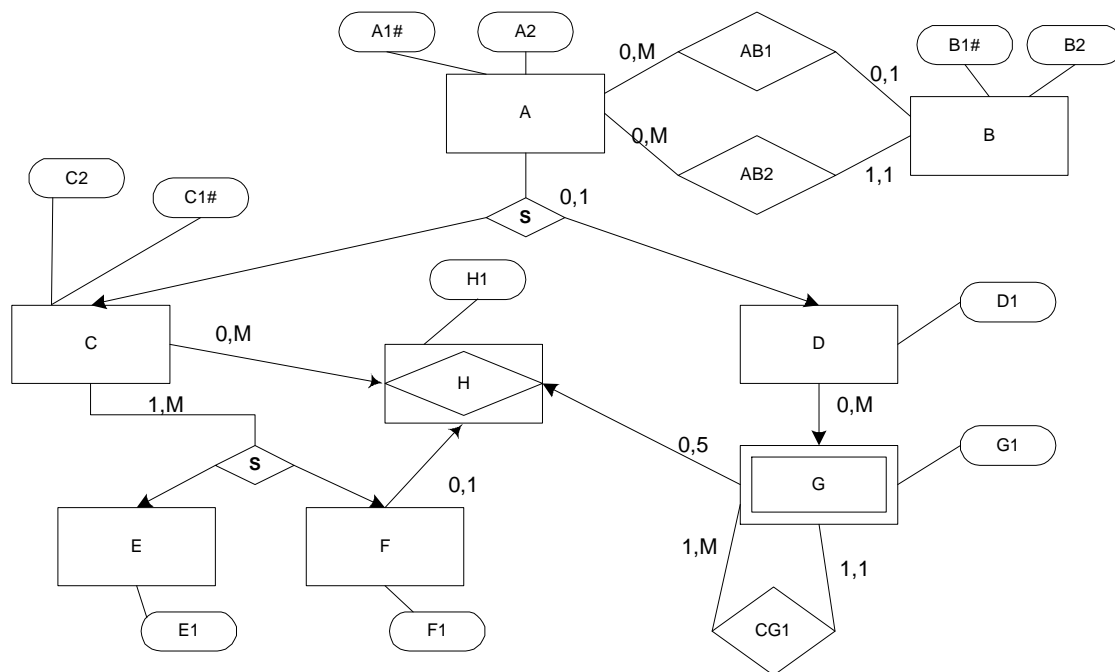 A1#
A2
B1#
B2
0,M
AB1
0,1
A
B
0,M
AB2
1,1
C2
C1#
0,1
S
H1
D1
0,M
C
D
H
1,M
0,M
0,5
G1
S
0,1
G
E
F
1,M
1,1
E1
F1
CG1